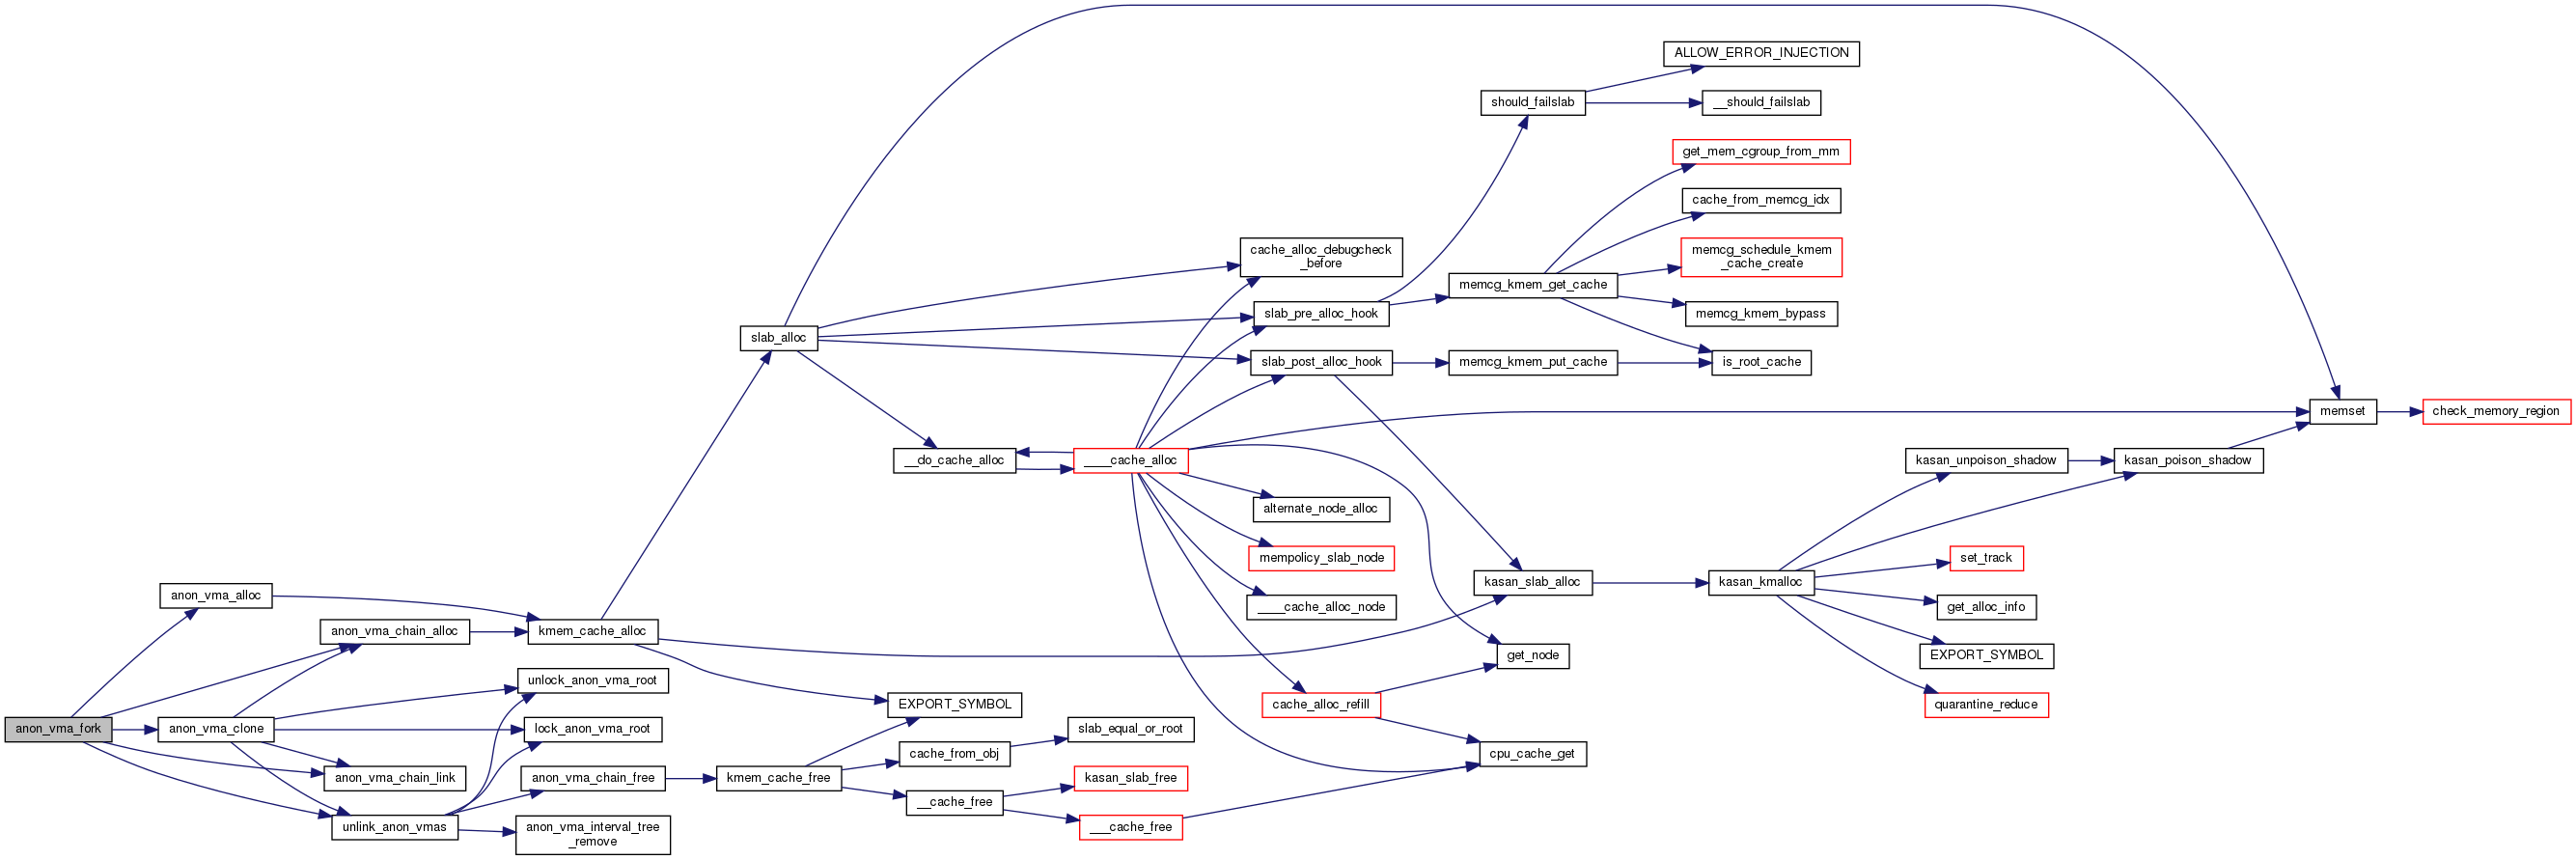 anon_vma_fork
anon_vma_alloc
anon_vma_chain_alloc
anon_vma_clone
anon_vma_chain_link
unlink_anon_vmas
kmem_cache_alloc
unlock_anon_vma_root
lock_anon_vma_root
anon_vma_chain_free
anon_vma_interval_tree
_remove
slab_alloc
kmem_cache_free
__do_cache_alloc
EXPORT_SYMBOL
cache_from_obj
__cache_free
____cache_alloc
slab_equal_or_root
kasan_slab_free
___cache_free
cache_alloc_debugcheck
_before
slab_pre_alloc_hook
slab_post_alloc_hook
alternate_node_alloc
mempolicy_slab_node
____cache_alloc_node
cache_alloc_refill
should_failslab
memcg_kmem_get_cache
memcg_kmem_put_cache
kasan_slab_alloc
get_node
cpu_cache_get
ALLOW_ERROR_INJECTION
__should_failslab
get_mem_cgroup_from_mm
cache_from_memcg_idx
memcg_schedule_kmem
_cache_create
memcg_kmem_bypass
is_root_cache
kasan_kmalloc
kasan_unpoison_shadow
set_track
get_alloc_info
EXPORT_SYMBOL
quarantine_reduce
kasan_poison_shadow
memset
check_memory_region